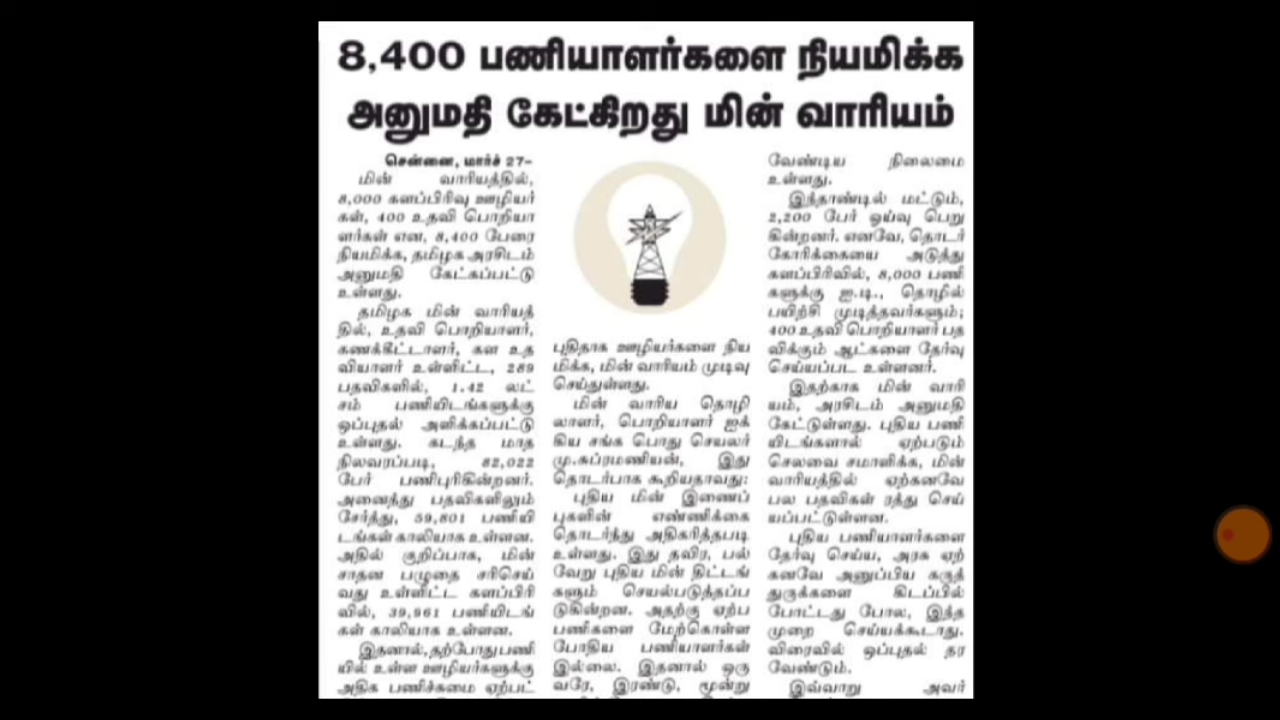 8,400 பணியாளர்களை நியமிக்க
அனுமதி கேட்கிறது மின் வாரியம்
சென்னை, மார்ச் 27–
மின் வாரியத்தில்,
8,000 களப்பிரிவு ஊழியர்
கள், 400 உதவி பொறியா
ளர்கள் என, 8,400 பேரை
நியமிக்க, தமிழக அரசிடம்
அனுமதி கேட்கப்பட்டு
உள்ளது.
தமிழக மின் வாரியத்
தில், உதவி பொறியாளர்,
கணக்கீட்டாளர், கள உத
வியாளர் உள்ளிட்ட, 289
பதவிகளில், 1.42 லட்
சம் பணியிடங்களுக்கு
ஒப்புதல் அளிக்கப்பட்டு
உள்ளது. கடந்த மாத
நிலவரப்படி, 82,022
பேர் பணிபுரிகின்றனர்.
அனைத்து பதவிகளிலும்
சேர்த்து, 59,801 பணியி
டங்கள் காலியாக உள்ளன.
அதில் குறிப்பாக, மின்
சாதன பழுதை சரிசெய்
வது உள்ளிட்ட களப்பிரி
வில், 39,961 பணியிடங்
கள் காலியாக உள்ளன.
இதனால்,தற்போது பணி
யில் உள்ள ஊழியர்களுக்கு
அதிக பணிச்சுமை ஏற்பட்
புதிதாக ஊழியர்களை நிய
மிக்க, மின் வாரியம் முடிவு
செய்துள்ளது.
மின் வாரிய தொழி
லாளர், பொறியாளர் ஐக்
கிய சங்க பொது செயலர்
மு.சுப்ரமணியன், இது
தொடர்பாக கூறியதாவது:
புதிய மின் இணைப்
புகளின் எண்ணிக்கை
தொடர்ந்து அதிகரித்தபடி
உள்ளது. இது தவிர, பல்
வேறு புதிய மின் திட்டங்
களும் செயல்படுத்தப்ப
டுகின்றன. அதற்கு ஏற்ப
பணிகளை மேற்கொள்ள
போதிய பணியாளர்கள்
இல்லை. இதனால் ஒரு
வரே, இரண்டு, மூன்று
வேண்டிய நிலைமை
உள்ளது.
இந்தாண்டில் மட்டும்,
2,200 பேர் ஓய்வு பெறு
கின்றனர். எனவே, தொடர்
கோரிக்கையை அடுத்து
களப்பிரிவில், 8,000 பணி
களுக்கு ஐ.டி., தொழில்
பயிற்சி முடித்தவர்களும்;
400 உதவி பொறியாளர் பத
விக்கும் ஆட்களை தேர்வு
செய்யப்பட உள்ளனர்.
இதற்காக மின் வாரி
யம், அரசிடம் அனுமதி
கேட்டுள்ளது. புதிய பணி
யிடங்களால் ஏற்படும்
செலவை சமாளிக்க, மின்
வாரியத்தில் ஏற்கனவே
பல பதவிகள் ரத்து செய்
யப்பட்டுள்ளன.
புதிய பணியாளர்களை
தேர்வு செய்ய, அரசு ஏற்
கனவே அனுப்பிய கருத்
துருக்களை கிடப்பில்
போட்டது போல, இந்த
முறை செய்யக்கூடாது.
விரைவில் ஒப்புதல் தர
வேண்டும்.
இவ்வாறு அவர்